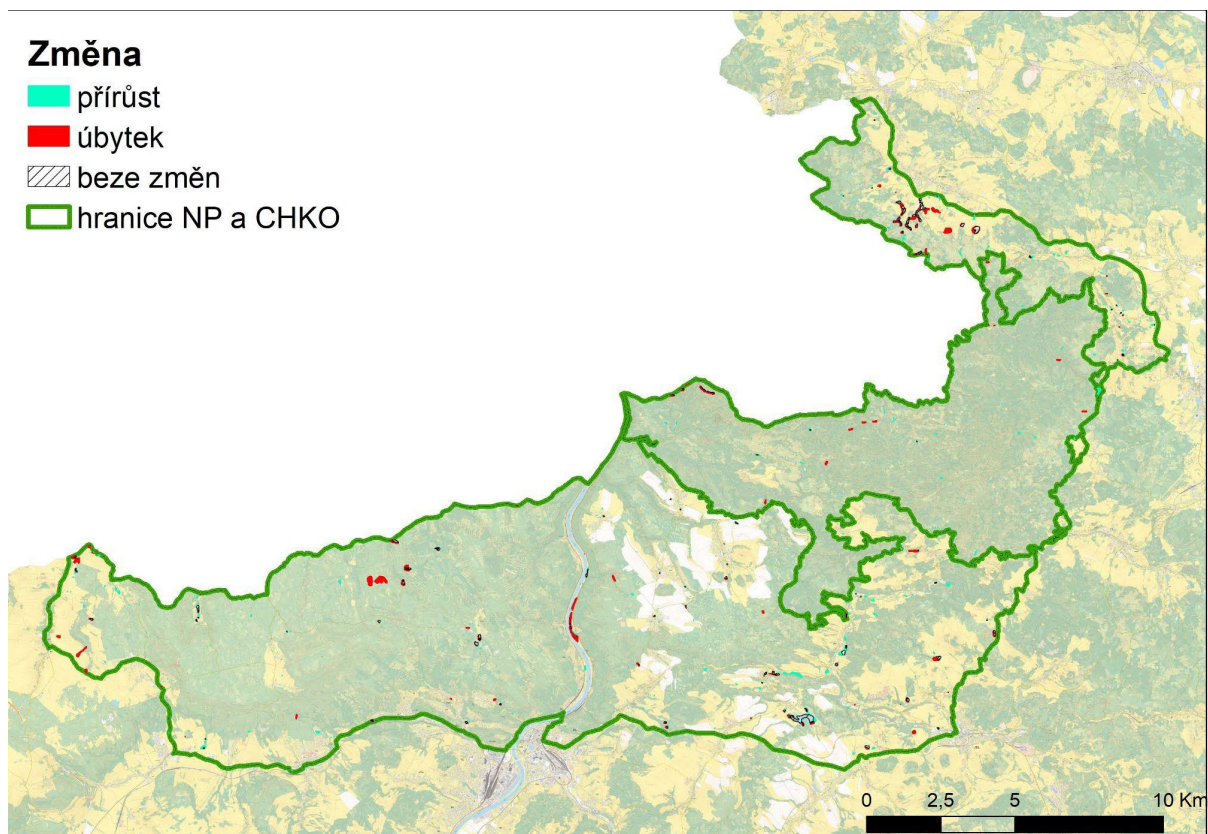 Změna
přírůst
úbytek
beze změn
hranice NP a CHKO
0 2,5 5 10 Km